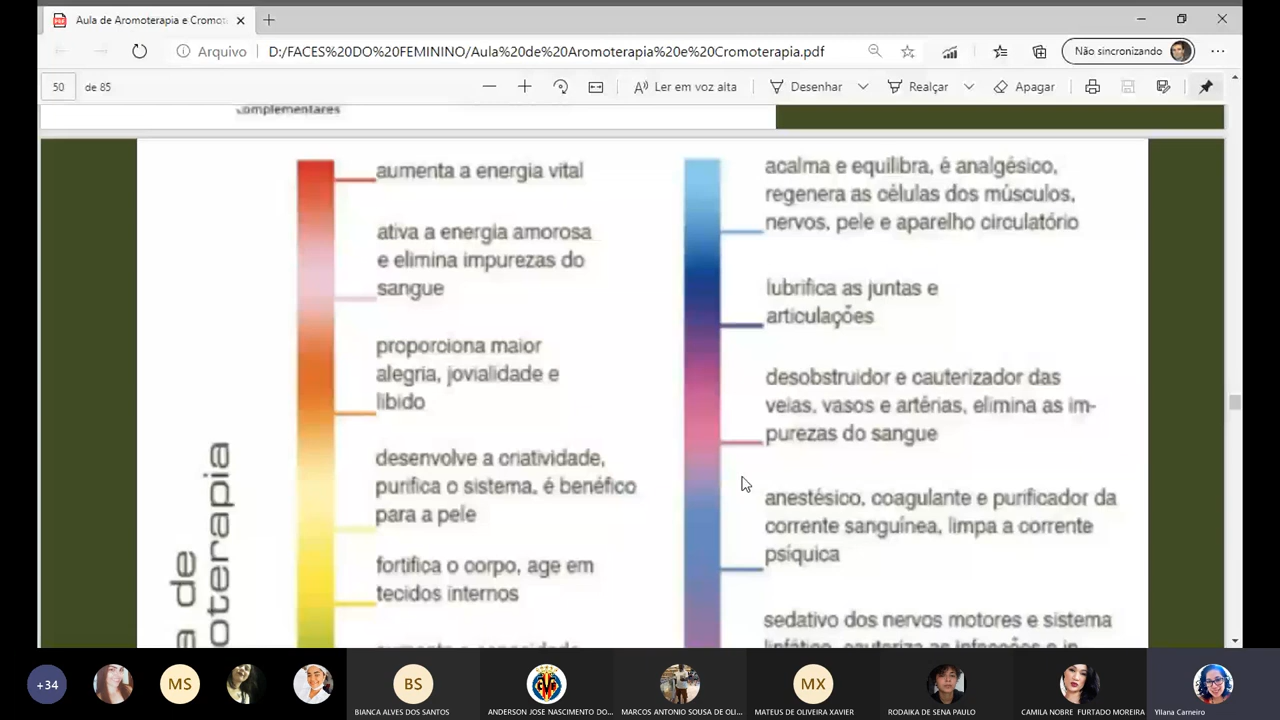 Aula de Aromoterapia e Cromot
Arquivo
D:/FACES%20DO%20FEMININO/Aula%20de%20Aromoterapia%20e%20Cromoterapia.pdf
Não sincronizando
50 de 85
Ler em voz alta
Desenhar
Realçar
Apagar
complementares
aumenta a energia vital
ativa a energia amorosa
e elimina impurezas do
sangue
proporciona maior
alegria, jovialidade e
libido
desenvolve a criatividade,
purifica o sistema, é benéfico
para a pele
fortifica o corpo, age em
tecidos internos
acalma e equilibra, é analgésico,
regenera as células dos músculos,
nervos, pele e aparelho circulatório
lubrifica as juntas e
articulações
desobstruidor e cauterizador das
veias, vasos e artérias, elimina as im-
purezas do sangue
anestésico, coagulante e purificador da
corrente sanguínea, limpa a corrente
psíquica
sedativo dos nervos motores e sistema
de
oterapia
+34
MS
BS
MX
BIANCA ALVES DOS SANTOS
ANDERSON JOSE NASCIMENTO DO...
MARCOS ANTONIO SOUSA DE OLI...
MATEUS DE OLIVEIRA XAVIER
RODAIKA DE SENA PAULO
CAMILA NOBRE FURTADO MOREIRA
Yllana Carneiro